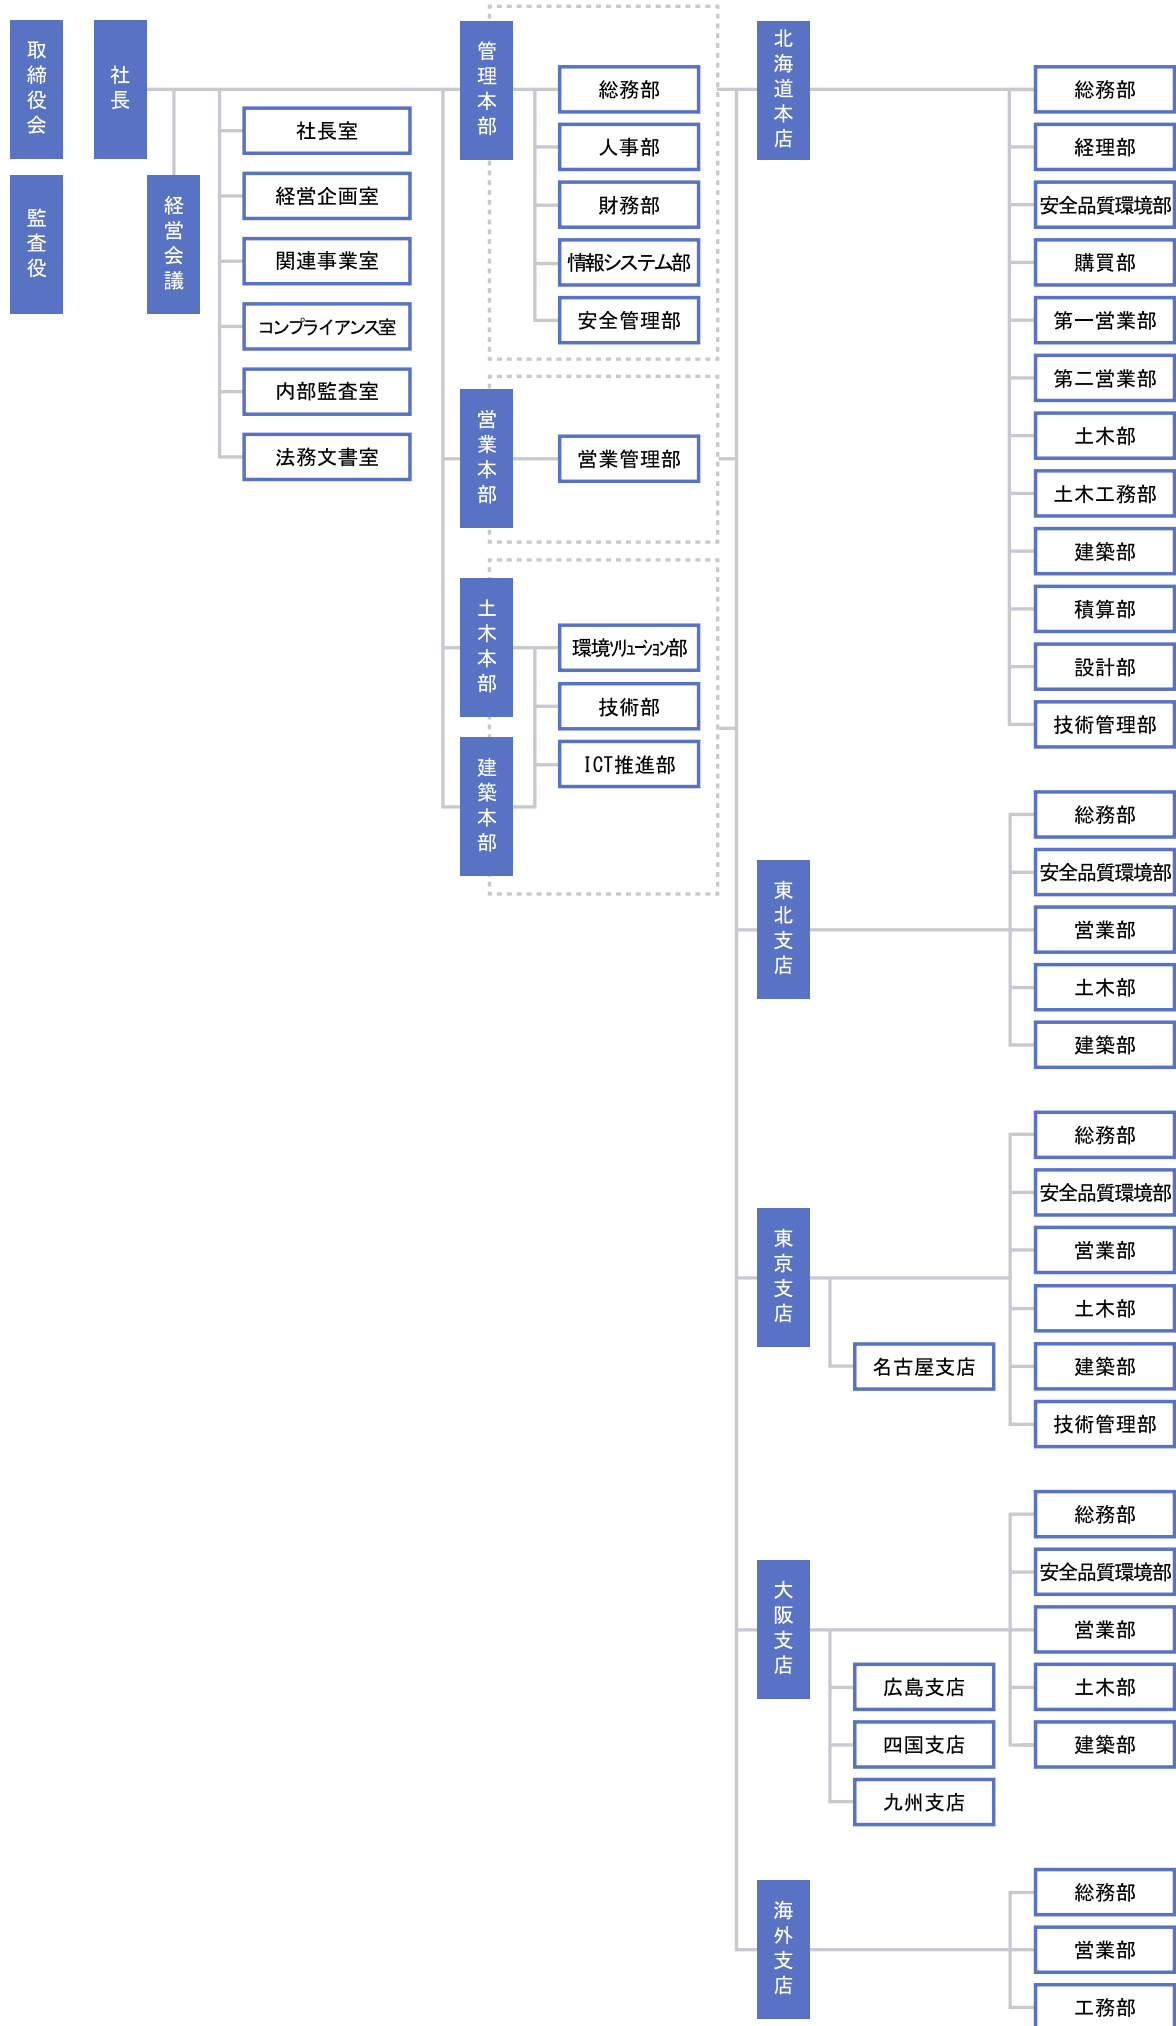 取締役会
監査役
社長
経営会議
社長室
経営企画室
関連事業室
コンプライアンス室
内部監査室
法務文書室
管理本部
総務部
人事部
財務部
情報システム部
安全管理部
営業本部
営業管理部
土木本部
建築本部
環境ソリューション部
技術部
ICT推進部
北海道本店
総務部
経理部
安全品質環境部
購買部
第一営業部
第二営業部
土木部
土木工務部
建築部
積算部
設計部
技術管理部
東北支店
総務部
安全品質環境部
営業部
土木部
建築部
東京支店
名古屋支店
総務部
安全品質環境部
営業部
土木部
建築部
技術管理部
大阪支店
広島支店
四国支店
九州支店
総務部
安全品質環境部
営業部
土木部
建築部
海外支店
総務部
営業部
工務部